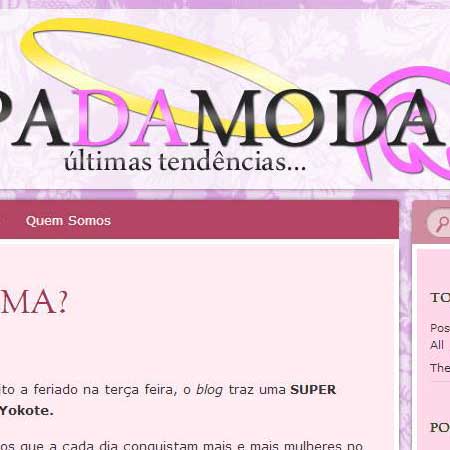 PADAMODA
últimas tendências...
Quem Somos
MA?
TO
Pos
All
The
ito a feriado na terça feira, o blog traz uma SUPER
Yokote.
PO
os que a cada dia conquistam mais e mais mulheres no